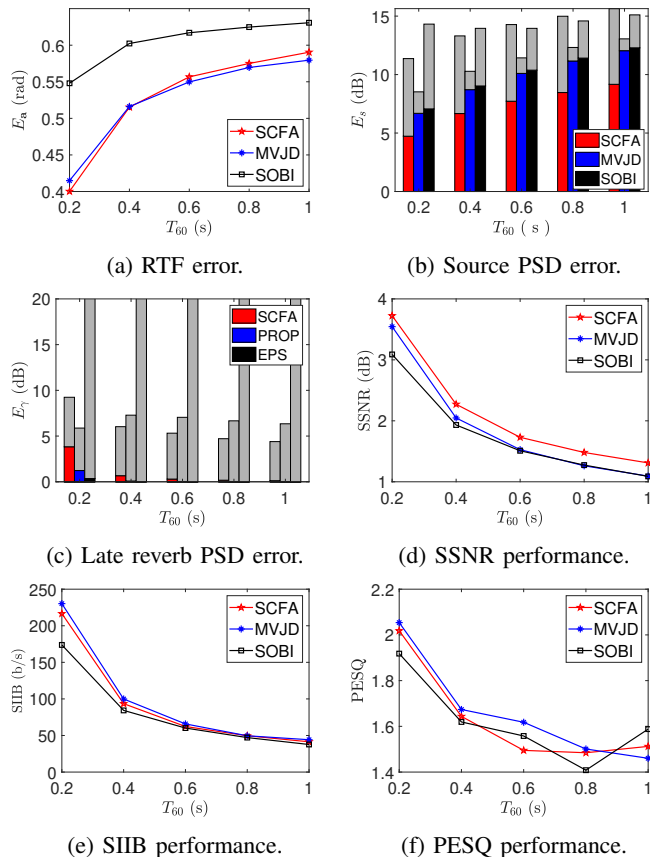 0.6
0.55
0.5
0.45
0.4
E_a (rad)
SCFA
MVJD
SOBI
0.2 0.4 0.6 0.8 1
T_60 (s)
(a) RTF error.
15
10
5
0
E_s (dB)
SCFA
MVJD
SOBI
0.2 0.4 0.6 0.8 1
T_60 ( s )
(b) Source PSD error.
20
15
10
5
0
E_γ (dB)
SCFA
PROP
EPS
0.2 0.4 0.6 0.8 1
T_60 (s)
(c) Late reverb PSD error.
4
3
2
1
SSNR (dB)
SCFA
MVJD
SOBI
0.2 0.4 0.6 0.8 1
T_60 (s)
(d) SSNR performance.
250
200
150
100
50
0
SIIB (b/s)
SCFA
MVJD
SOBI
0.2 0.4 0.6 0.8 1
T_60 (s)
(e) SIIB performance.
2.2
2
1.8
1.6
1.4
PESQ
SCFA
MVJD
SOBI
0.2 0.4 0.6 0.8 1
T_60 (s)
(f) PESQ performance.